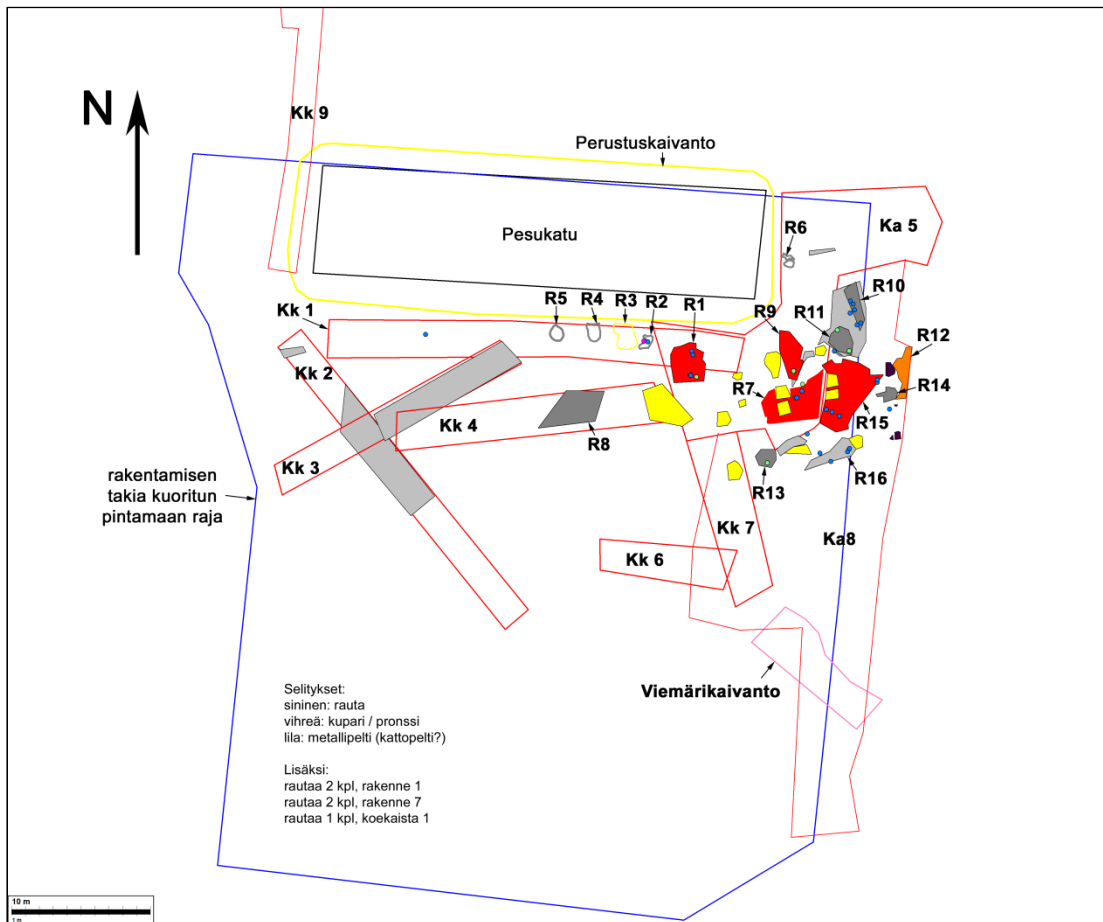 N
Kk 9
Perustuskaivanto
Pesukatu
Ka 5
R6
R10
Kk 1
R5
R4
R3
R2
R1
R9
R11
R12
Kk 2
R7
R14
Kk 4
R8
R15
Kk 3
R16
R13
rakentamisen
takia kuoritun
pintamaan raja
Kk 7
Ka8
Kk 6
Viemärikaivanto
Selitykset:
sininen: rauta
vihreä: kupari / pronssi
lila: metallipelti (kattopelti?)
Lisäksi:
rautaa 2 kpl, rakenne 1
rautaa 2 kpl, rakenne 7
rautaa 1 kpl, koekaista 1
10 m
1 m